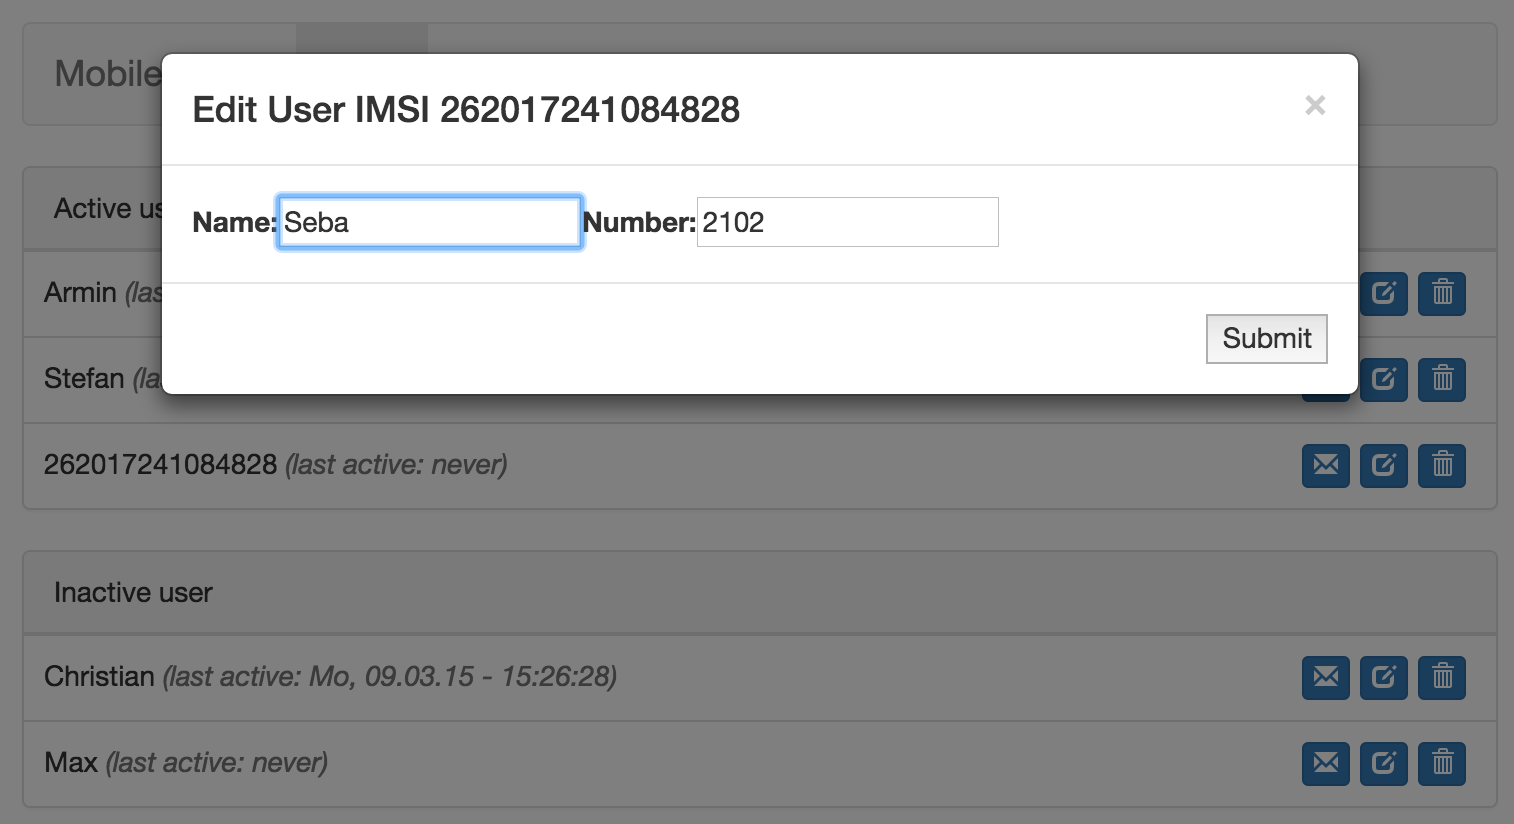 Mobile
Edit User IMSI 262017241084828 ×
Name: Seba Number: 2102
Submit
Active us
Armin (las
Stefan (la
262017241084828 (last active: never)
Inactive user
Christian (last active: Mo, 09.03.15 - 15:26:28)
Max (last active: never)